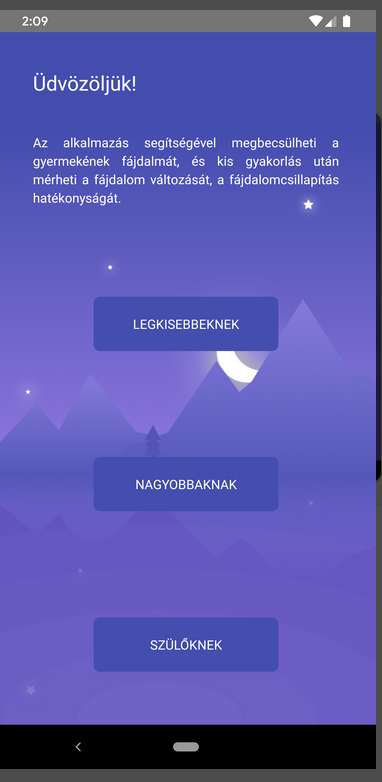 2:09
Üdvözöljük!
Az alkalmazás segítségével megbecsülheti a
gyermekének fájdalmát, és kis gyakorlás után
mérheti a fájdalom változását, a fájdalomcsillapítás
hatékonyságát.
LEGKISEBBEKNEK
NAGYOBBAKNAK
SZÜLŐKNEK